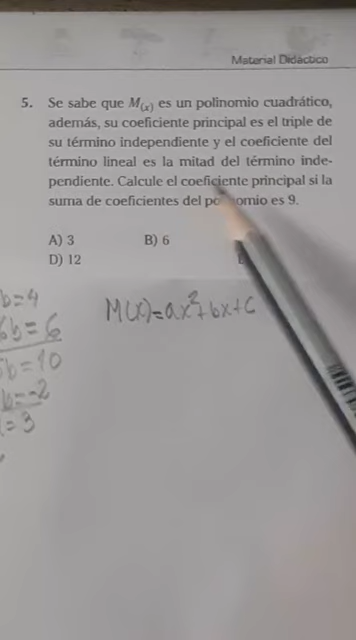 Material Didáctico
5. Se sabe que M(x) es un polinomio cuadrático,
además, su coeficiente principal es el triple de
su término independiente y el coeficiente del
término lineal es la mitad del término inde-
pendiente. Calcule el coeficiente principal si la
suma de coeficientes del es 9.
A) 3 B) 6
D) 12
b=4
6b=6
b=10
b=-2
=3
M(x)=ax²+bx+c